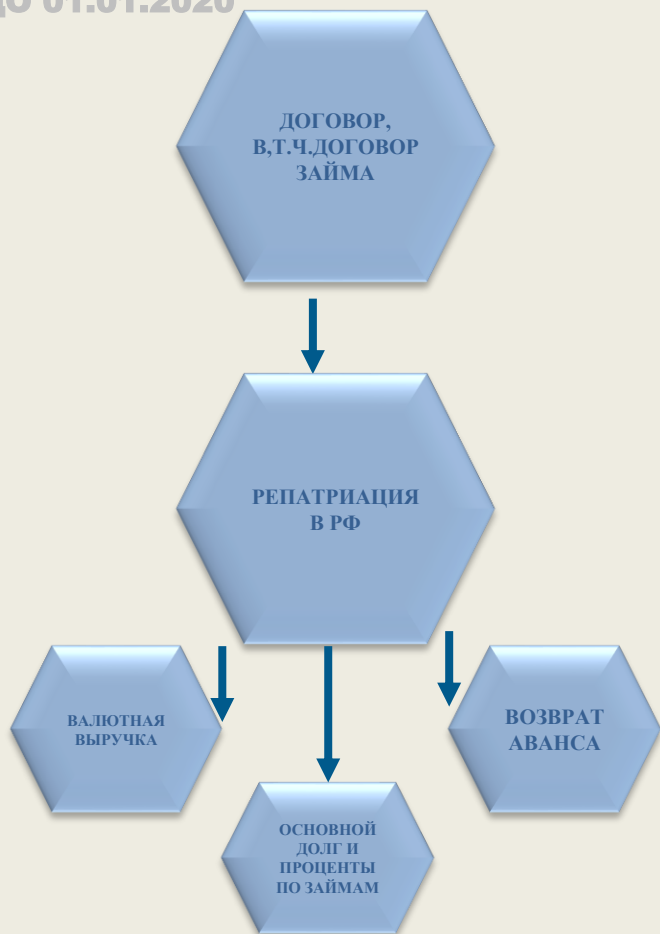 ДО 01.01.2020
ДОГОВОР,
В,Т.Ч.ДОГОВОР
ЗАЙМА
РЕПАТРИАЦИЯ
В РФ
ВАЛЮТНАЯ
ВЫРУЧКА
ВОЗВРАТ
АВАНСА
ОСНОВНОЙ
ДОЛГ И
ПРОЦЕНТЫ
ПО ЗАЙМАМ